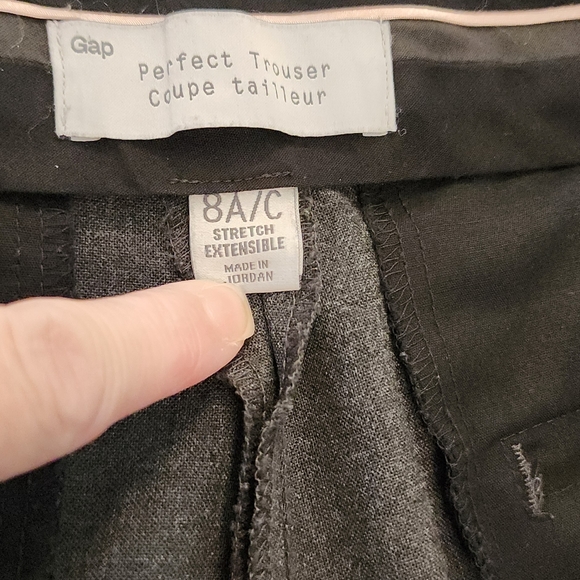 Gap
Perfect Trouser
Coupe tailleur
8A/C
STRETCH
EXTENSIBLE
MADE IN
JORDAN